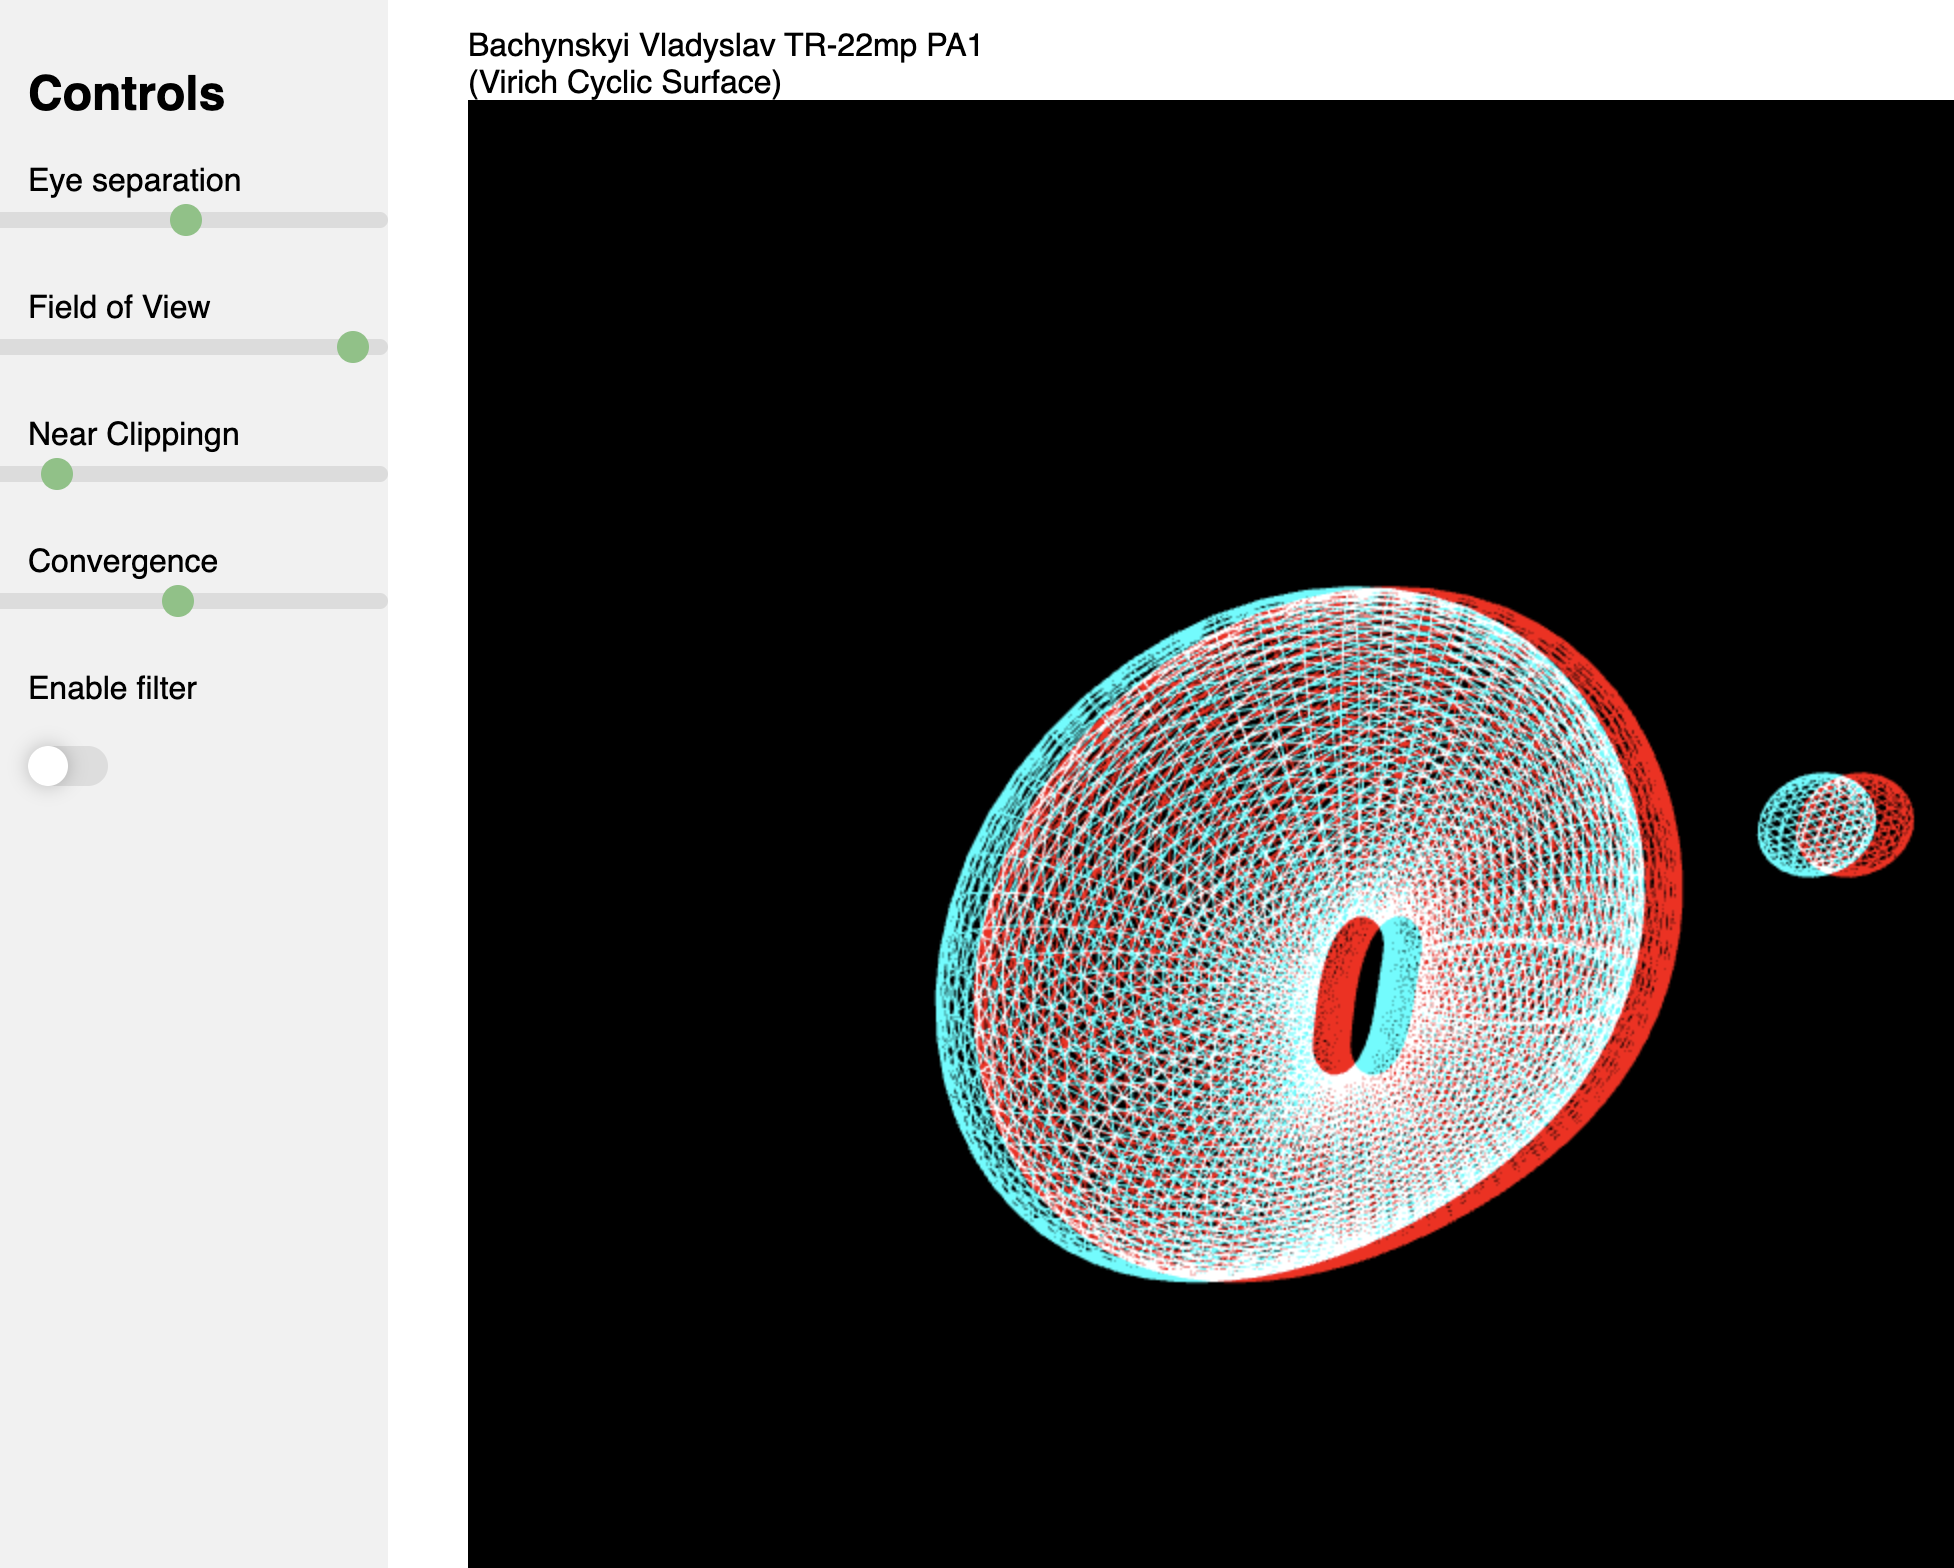 Controls
Eye separation
Field of View
Near Clippingn
Convergence
Enable filter
Bachynskyi Vladyslav TR-22mp PA1
(Virich Cyclic Surface)